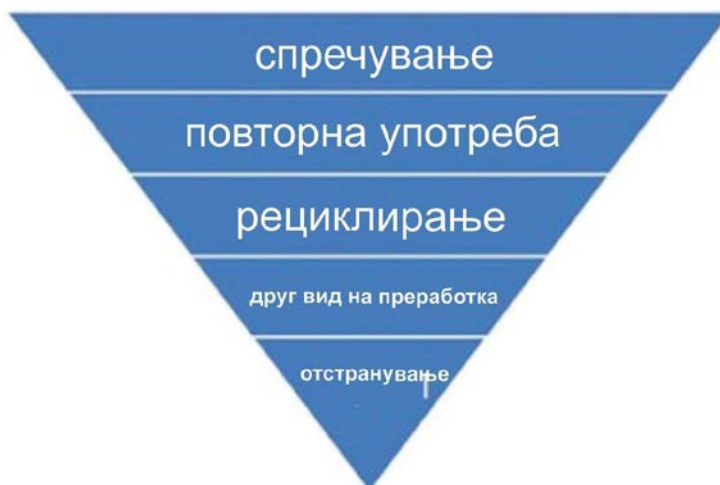 спречување
повторна употреба
рециклирање
друг вид на преработка
отстранување